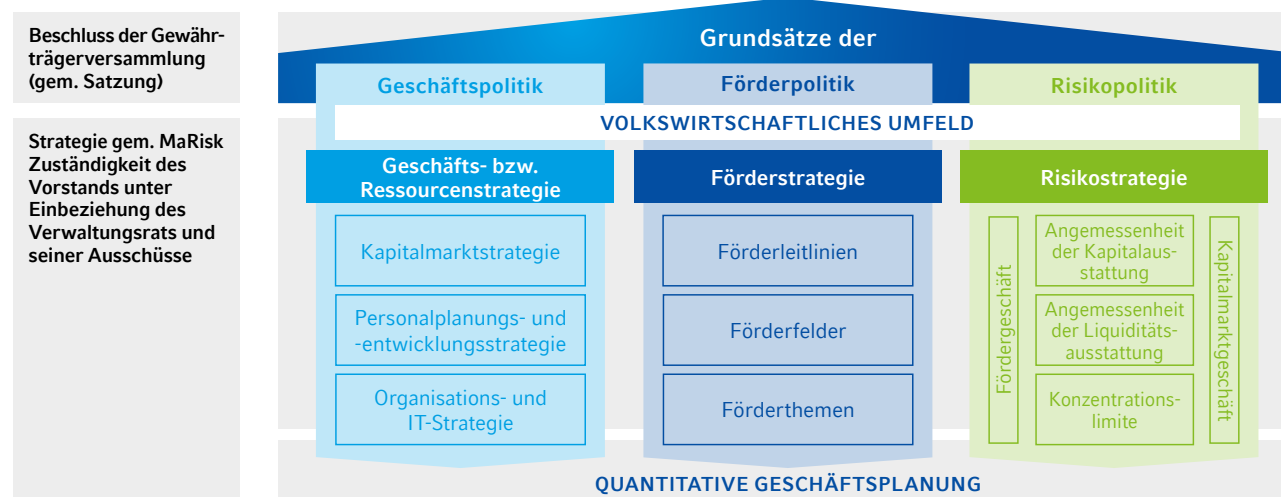 Beschluss der Gewähr-
trägerversammlung
(gem. Satzung)
Grundsätze der
Geschäftspolitik
Förderpolitik
Risikopolitik
VOLKSWIRTSCHAFTLICHES UMFELD
Strategie gem. MaRisk
Zuständigkeit des
Vorstands unter
Einbeziehung des
Verwaltungsrats und
seiner Ausschüsse
Geschäfts- bzw.
Ressourcenstrategie
Kapitalmarktstrategie
Personalplanungs- und
-entwicklungsstrategie
Organisations- und
IT-Strategie
Förderstrategie
Förderleitlinien
Förderfelder
Förderthemen
Risikostrategie
Fördergeschäft
Angemessenheit
der Kapitalaus-
stattung
Angemessenheit
der Liquiditäts-
ausstattung
Konzentrations-
limite
Kapitalmarktgeschäft
QUANTITATIVE GESCHÄFTSPLANUNG